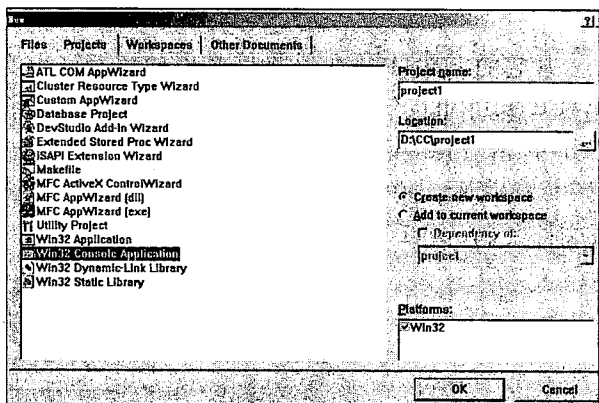 New
Files Projects Workspaces Other Documents
ATL COM AppWizard
Cluster Resource Type Wizard
Custom AppWizard
Database Project
DevStudio Add-in Wizard
Extended Stored Proc Wizard
ISAPI Extension Wizard
Makefile
MFC ActiveX ControlWizard
MFC AppWizard (dll)
MFC AppWizard (exe)
Utility Project
Win32 Application
Win32 Console Application
Win32 Dynamic-Link Library
Win32 Static Library
Project name:
project1
Location:
D:\CC\project1
...
Create new workspace
Add to current workspace
Dependency of:
project1
Platforms:
Win32
OK Cancel